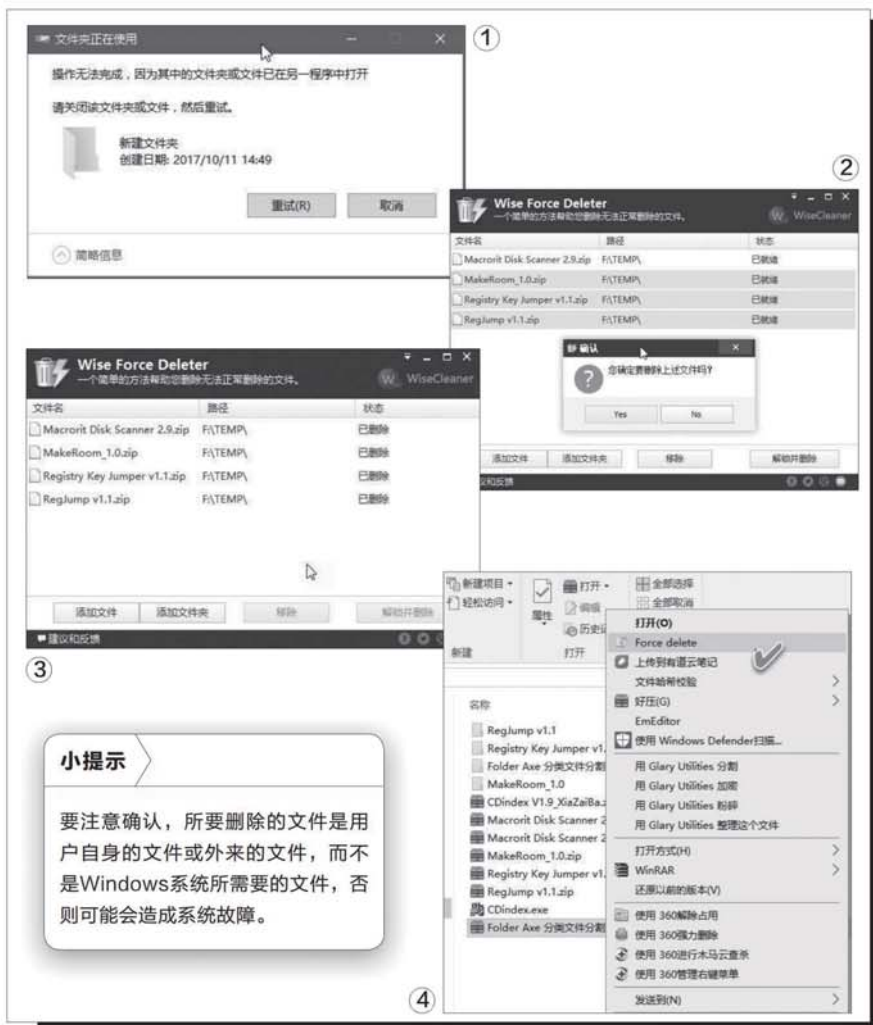 文件夹正在使用
①
操作无法完成，因为其中的文件夹或文件已在另一程序中打开
请关闭该文件夹或文件，然后重试。
新建文件夹
创建日期: 2017/10/11 14:49
重试(R) 取消
简略信息
②
Wise Force Deleter
一个简单的方法帮助您删除无法正常删除的文件。
WiseCleaner
文件名 路径 状态
Macrorit Disk Scanner 2.9.zip F:\TEMP\ 已就绪
MakeRoom_1.0.zip F:\TEMP\ 已就绪
Registry Key Jumper v1.1.zip F:\TEMP\ 已就绪
RegJump v1.1.zip F:\TEMP\ 已就绪
确认
您确定要删除上述文件吗?
Yes No
添加文件 添加文件夹 移除 解锁并删除
议和反馈
Wise Force Deleter
一个简单的方法帮助您删除无法正常删除的文件。
WiseCleaner
文件名 路径 状态
Macrorit Disk Scanner 2.9.zip F:\TEMP\ 已删除
MakeRoom_1.0.zip F:\TEMP\ 已删除
Registry Key Jumper v1.1.zip F:\TEMP\ 已删除
RegJump v1.1.zip F:\TEMP\ 已删除
添加文件 添加文件夹 移除 解锁并删除
建议和反馈
③
小提示
要注意确认，所要删除的文件是用
户自身的文件或外来的文件，而不
是Windows系统所需要的文件，否
则可能会造成系统故障。
新建项目 打开 全部选择
轻松访问 属性 编辑 全部取消
历史记
新建 打开
名称
RegJump v1.1
Registry Key Jumper v1.
Folder Axe 分类文件分割
MakeRoom_1.0
CDindex V1.9_XiaZaiBa.z
Macrorit Disk Scanner 2
Macrorit Disk Scanner 2
MakeRoom_1.0.zip
Registry Key Jumper v1.
RegJump v1.1.zip
CDindex.exe
Folder Axe 分类文件分割
打开(O)
Force delete
上传到有道云笔记
文件哈希校验
好压(G)
EmEditor
使用 Windows Defender扫描...
用 Glary Utilities 分割
用 Glary Utilities 加密
用 Glary Utilities 粉碎
用 Glary Utilities 整理这个文件
打开方式(H)
WinRAR
还原以前的版本(V)
使用 360解除占用
使用 360强力删除
使用 360进行木马云查杀
使用 360管理右键菜单
发送到(N)
④